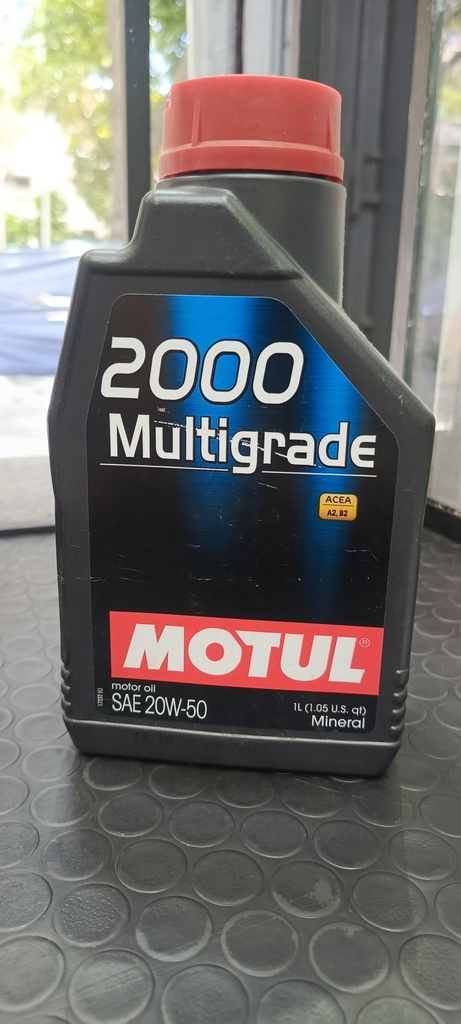 2000
Multigrade
ACEA
A2, B2
MOTUL®
motor oil
SAE 20W-50
1L (1.05 U.S. qt)
Mineral